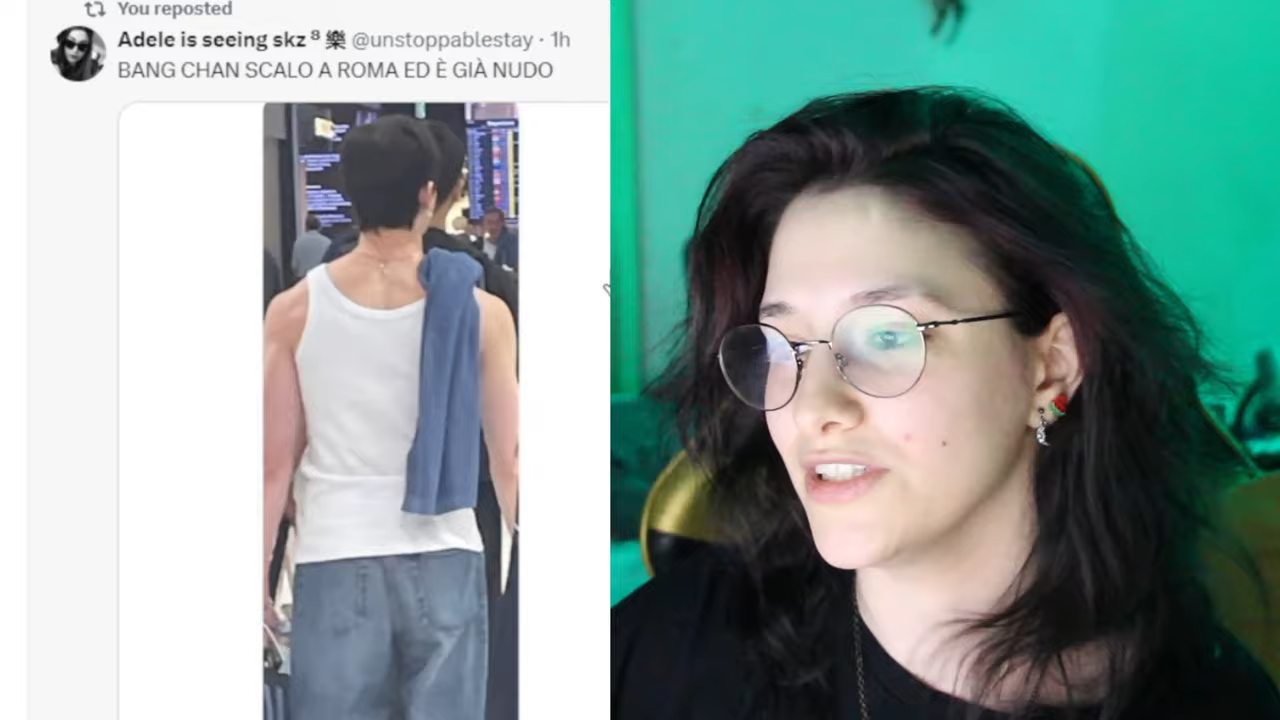 You reposted
Adele is seeing skz ⁸ 樂 @unstoppablestay · 1h
BANG CHAN SCALO A ROMA ED È GIÀ NUDO